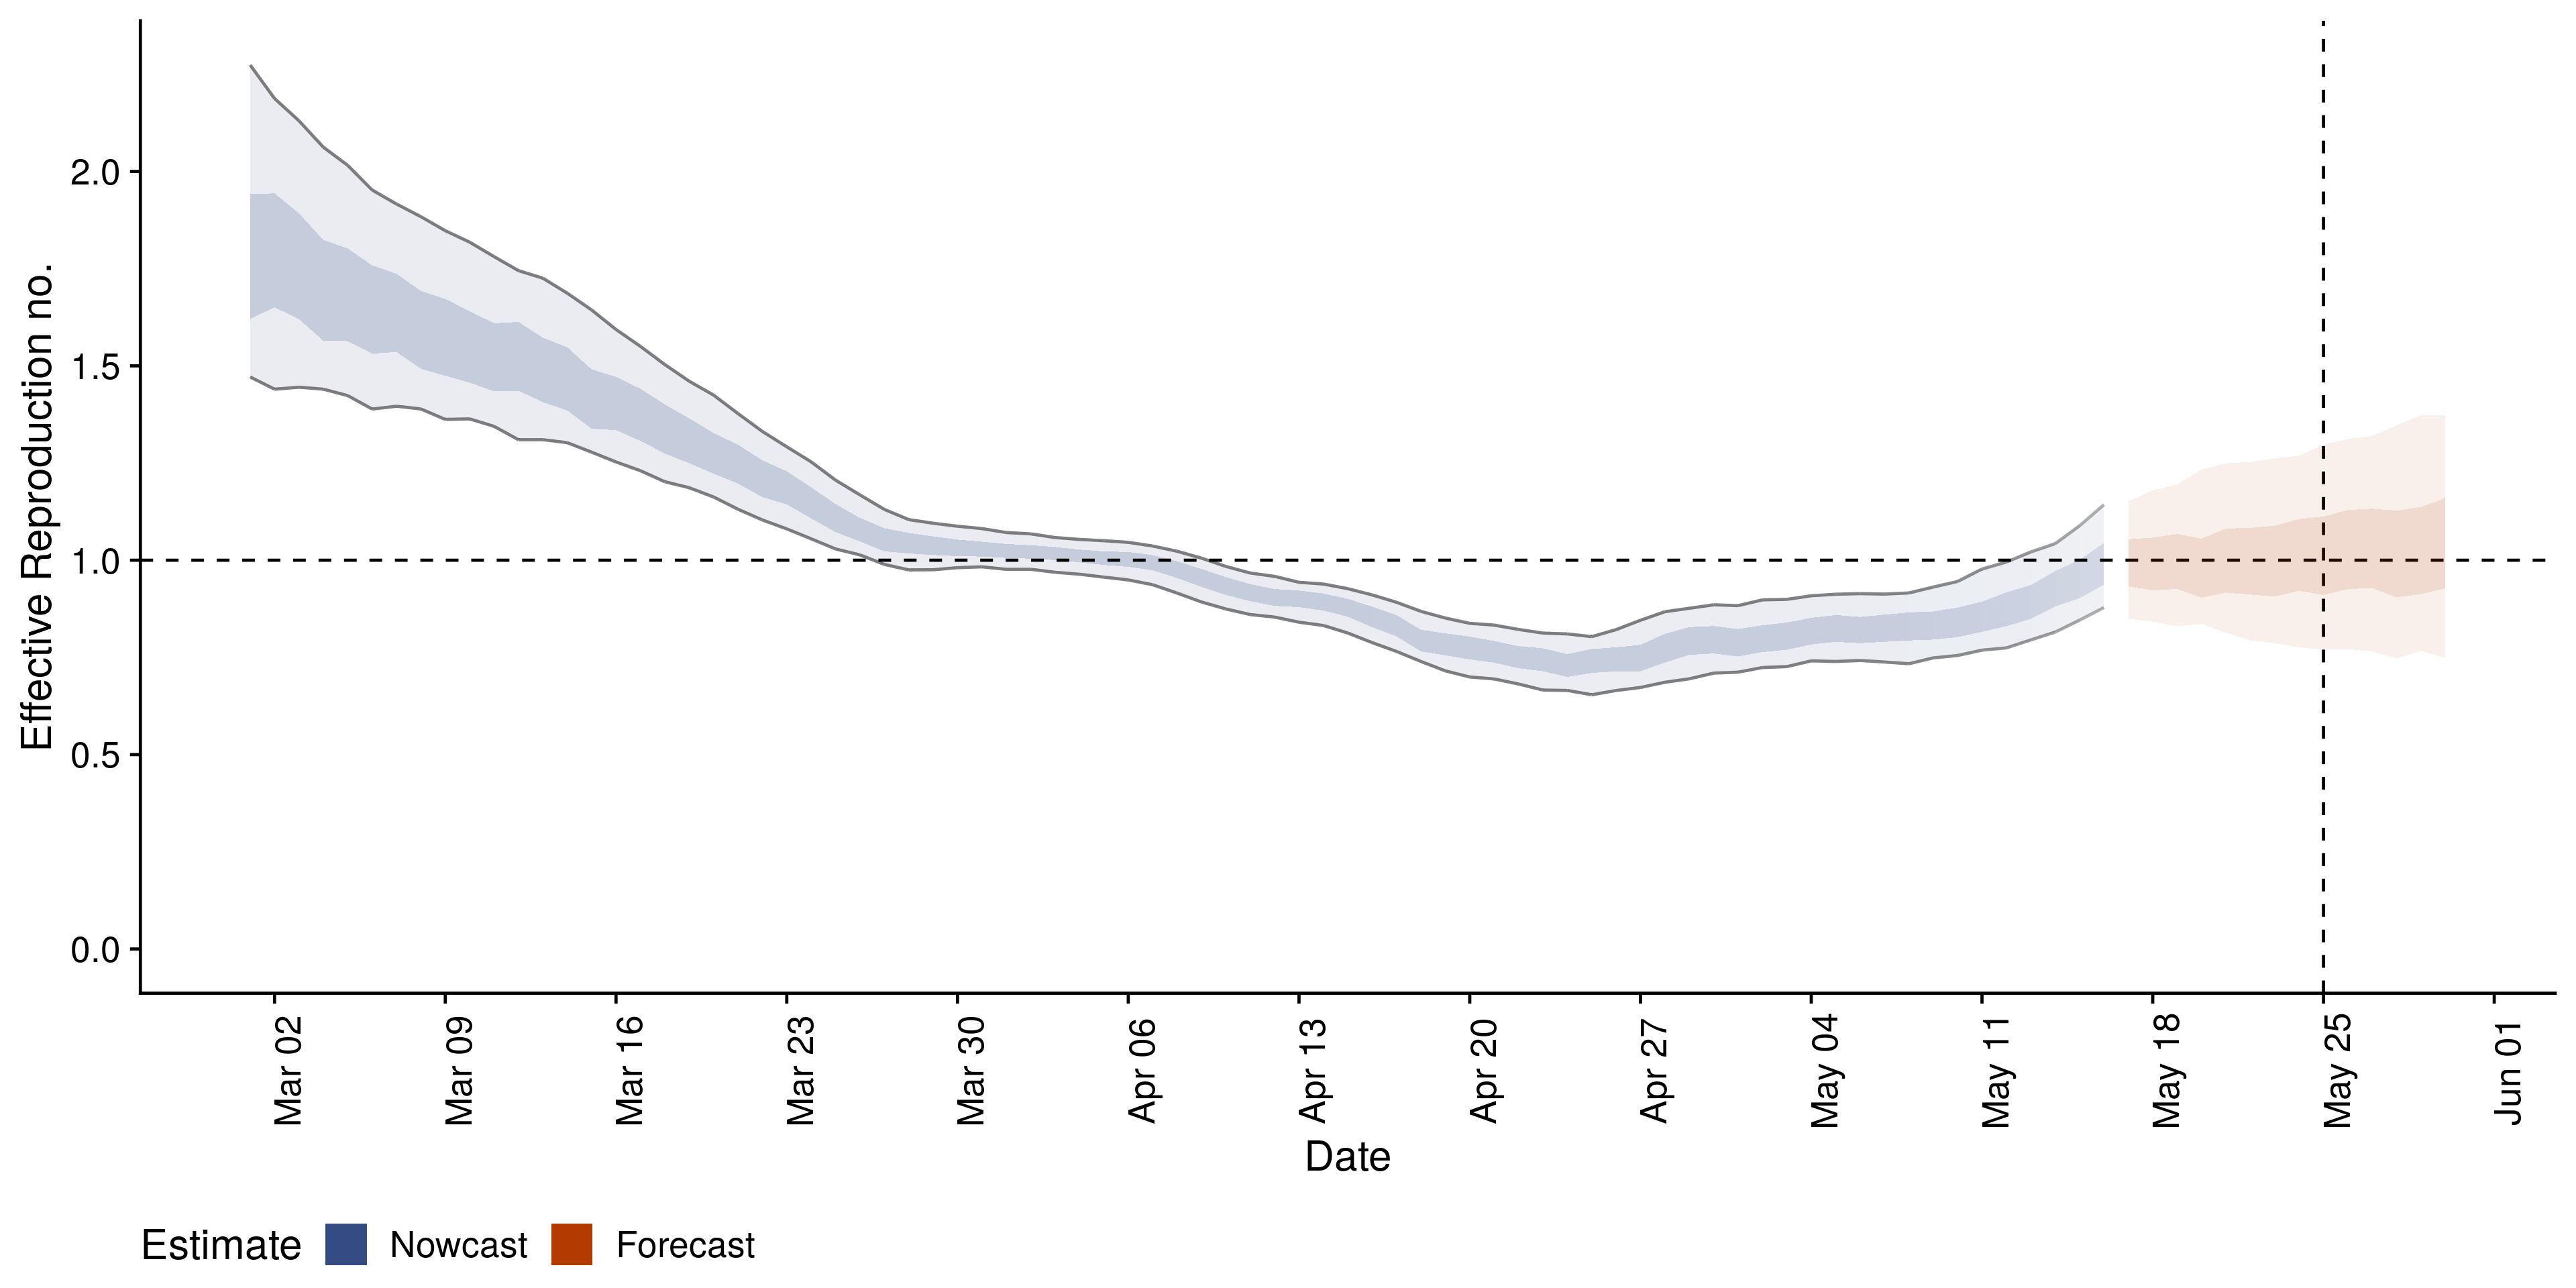 Effective Reproduction no.
2.0
1.5
1.0
0.5
0.0
Mar 02
Mar 09
Mar 16
Mar 23
Mar 30
Apr 06
Apr 13
Apr 20
Apr 27
May 04
May 11
May 18
May 25
Jun 01
Date
Estimate Nowcast Forecast